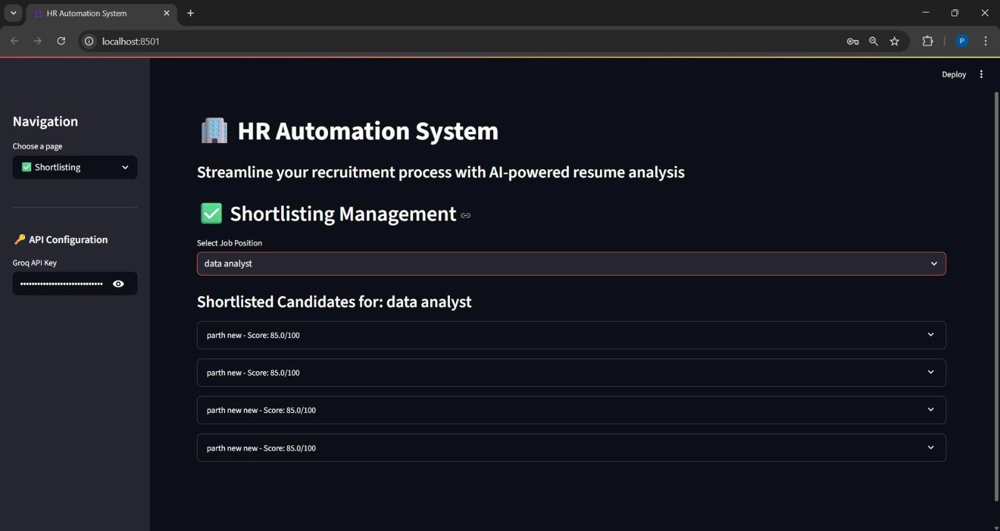 HR Automation System
localhost:8501
P
Deploy
Navigation
Choose a page
Shortlisting
API Configuration
Groq API Key
HR Automation System
Streamline your recruitment process with AI-powered resume analysis
Shortlisting Management
Select Job Position
data analyst
Shortlisted Candidates for: data analyst
parth new - Score: 85.0/100
parth new - Score: 85.0/100
parth new new - Score: 85.0/100
parth new new - Score: 85.0/100